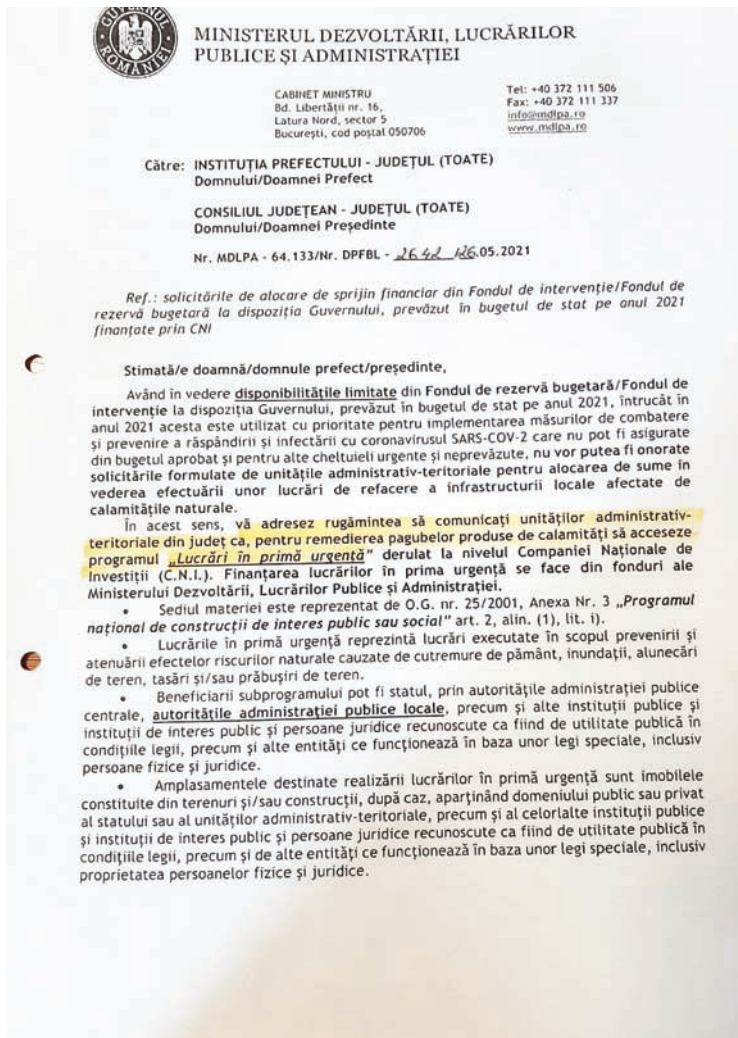 GUVERNUL ROMÂNIEI
MINISTERUL DEZVOLTĂRII, LUCRĂRILOR
PUBLICE ȘI ADMINISTRAȚIEI
CABINET MINISTRU
Bd. Libertății nr. 16,
Latura Nord, sector 5
București, cod poștal 050706
Tel: +40 372 111 506
Fax: +40 372 111 337
info@mdlpa.ro
www.mdlpa.ro
Către: INSTITUȚIA PREFECTULUI - JUDEȚUL (TOATE)
Domnului/Doamnei Prefect
CONSILIUL JUDEȚEAN - JUDEȚUL (TOATE)
Domnului/Doamnei Președinte
Nr. MDLPA - 64.133/Nr. DPFBL - 2642 /26.05.2021
Ref.: solicitările de alocare de sprijin financiar din Fondul de intervenție/Fondul de
rezervă bugetară la dispoziția Guvernului, prevăzut în bugetul de stat pe anul 2021
finanțate prin CNI
Stimată/e doamnă/domnule prefect/președinte,
Având în vedere disponibilitățile limitate din Fondul de rezervă bugetară/Fondul de
intervenție la dispoziția Guvernului, prevăzut în bugetul de stat pe anul 2021, întrucât în
anul 2021 acesta este utilizat cu prioritate pentru implementarea măsurilor de combatere
și prevenire a răspândirii și infectării cu coronavirusul SARS-COV-2 care nu pot fi asigurate
din bugetul aprobat și pentru alte cheltuieli urgente și neprevăzute, nu vor putea fi onorate
solicitările formulate de unitățile administrativ-teritoriale pentru alocarea de sume în
vederea efectuării unor lucrări de refacere a infrastructurii locale afectate de
calamitățile naturale.
În acest sens, vă adresez rugămintea să comunicați unităților administrativ-
teritoriale din județ ca, pentru remedierea pagubelor produse de calamități să acceseze
programul „Lucrări în primă urgență" derulat la nivelul Companiei Naționale de
Investiții (C.N.I.). Finanțarea lucrărilor în prima urgență se face din fonduri ale
Ministerului Dezvoltării, Lucrărilor Publice și Administrației.
• Sediul materiei este reprezentat de O.G. nr. 25/2001, Anexa Nr. 3 „Programul
național de construcții de interes public sau social" art. 2, alin. (1), lit. i).
• Lucrările în primă urgență reprezintă lucrări executate în scopul prevenirii și
atenuării efectelor riscurilor naturale cauzate de cutremure de pământ, inundații, alunecări
de teren, tasări și/sau prăbușiri de teren.
• Beneficiarii subprogramului pot fi statul, prin autoritățile administrației publice
centrale, autoritățile administrației publice locale, precum și alte instituții publice și
instituții de interes public și persoane juridice recunoscute ca fiind de utilitate publică în
condițiile legii, precum și alte entități ce funcționează în baza unor legi speciale, inclusiv
persoane fizice și juridice.
• Amplasamentele destinate realizării lucrărilor în primă urgență sunt imobilele
constituite din terenuri și/sau construcții, după caz, aparținând domeniului public sau privat
al statului sau al unităților administrativ-teritoriale, precum și al celorlalte instituții publice
și instituții de interes public și persoane juridice recunoscute ca fiind de utilitate publică în
condițiile legii, precum și de alte entități ce funcționează în baza unor legi speciale, inclusiv
proprietatea persoanelor fizice și juridice.